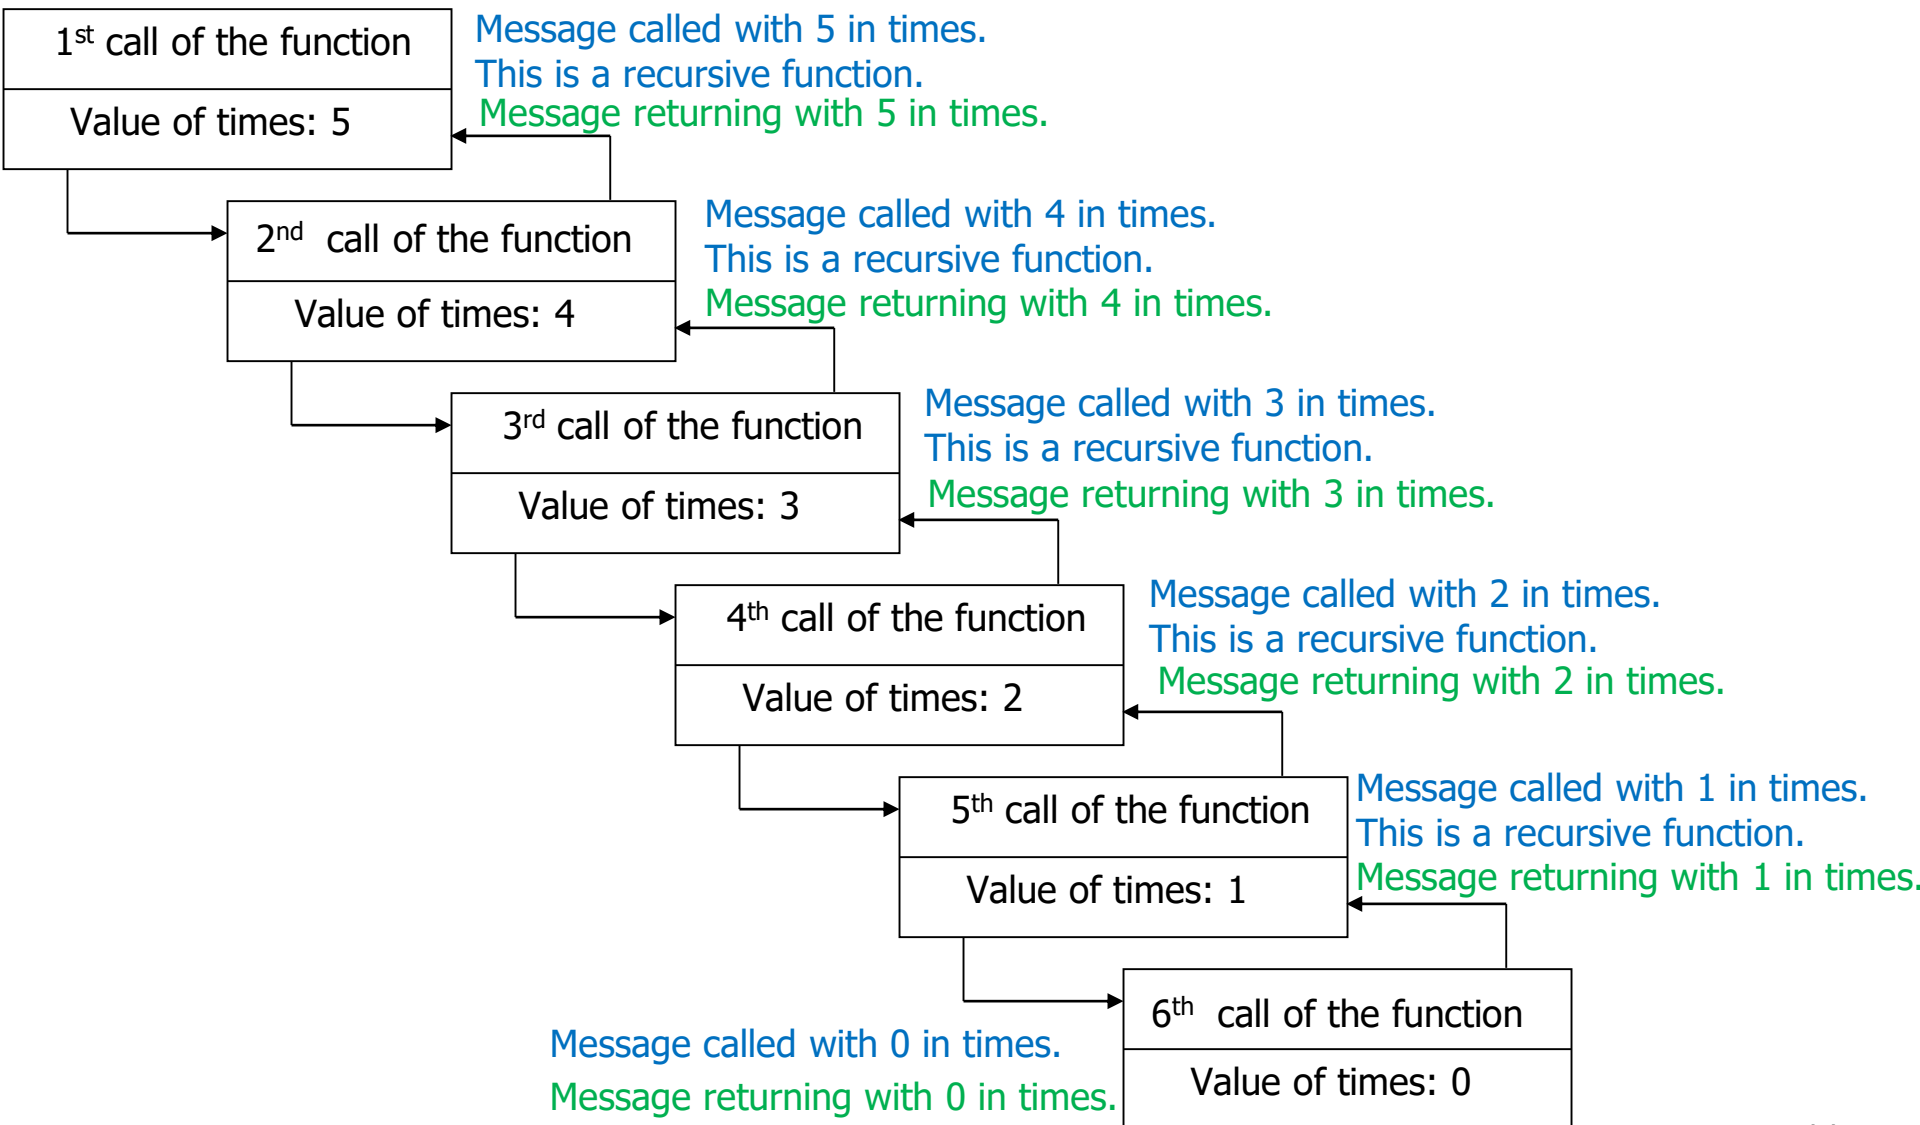 1st call of the function
Value of times: 5
Message called with 5 in times.
This is a recursive function.
Message returning with 5 in times.
2nd call of the function
Value of times: 4
Message called with 4 in times.
This is a recursive function.
Message returning with 4 in times.
3rd call of the function
Value of times: 3
Message called with 3 in times.
This is a recursive function.
Message returning with 3 in times.
4th call of the function
Value of times: 2
Message called with 2 in times.
This is a recursive function.
Message returning with 2 in times.
5th call of the function
Value of times: 1
Message called with 1 in times.
This is a recursive function.
Message returning with 1 in times.
6th call of the function
Value of times: 0
Message called with 0 in times.
Message returning with 0 in times.